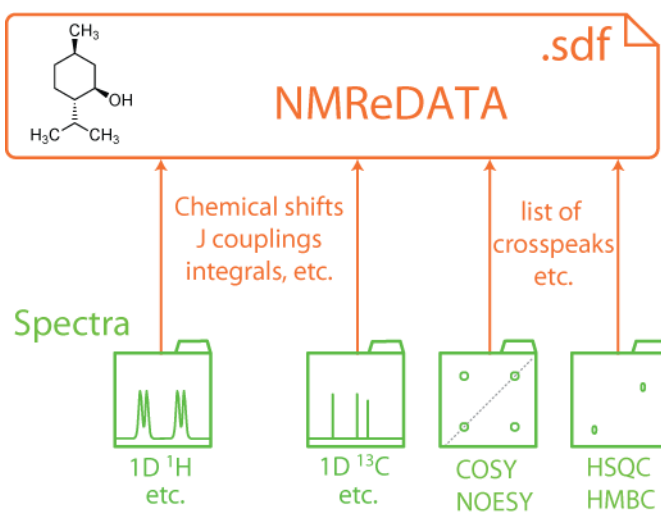 CH₃
.sdf
NMReDATA
OH
H₃C
CH₃
Chemical shifts
J couplings
integrals, etc.
list of
crosspeaks
etc.
Spectra
1D ¹H
etc.
1D ¹³C
etc.
COSY
NOESY
HSQC
HMBC